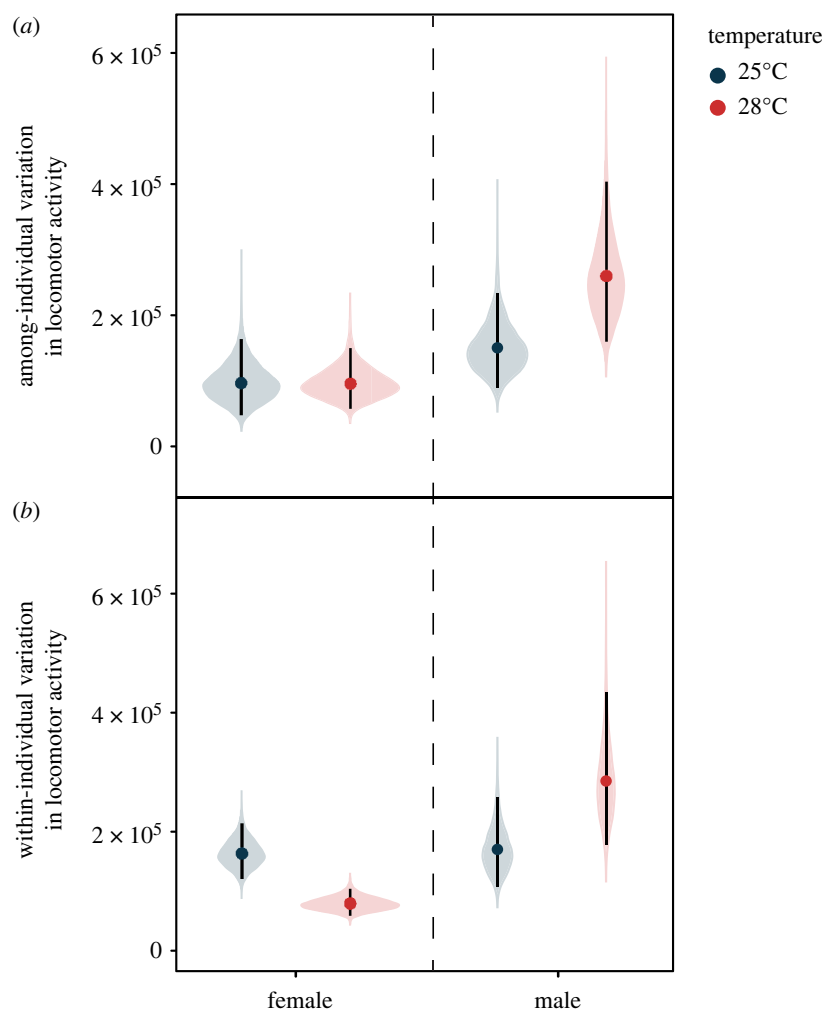 (a)
6 × 10⁵
4 × 10⁵
2 × 10⁵
0
among-individual variation
in locomotor activity
temperature
25°C
28°C
(b)
6 × 10⁵
4 × 10⁵
2 × 10⁵
0
within-individual variation
in locomotor activity
female
male